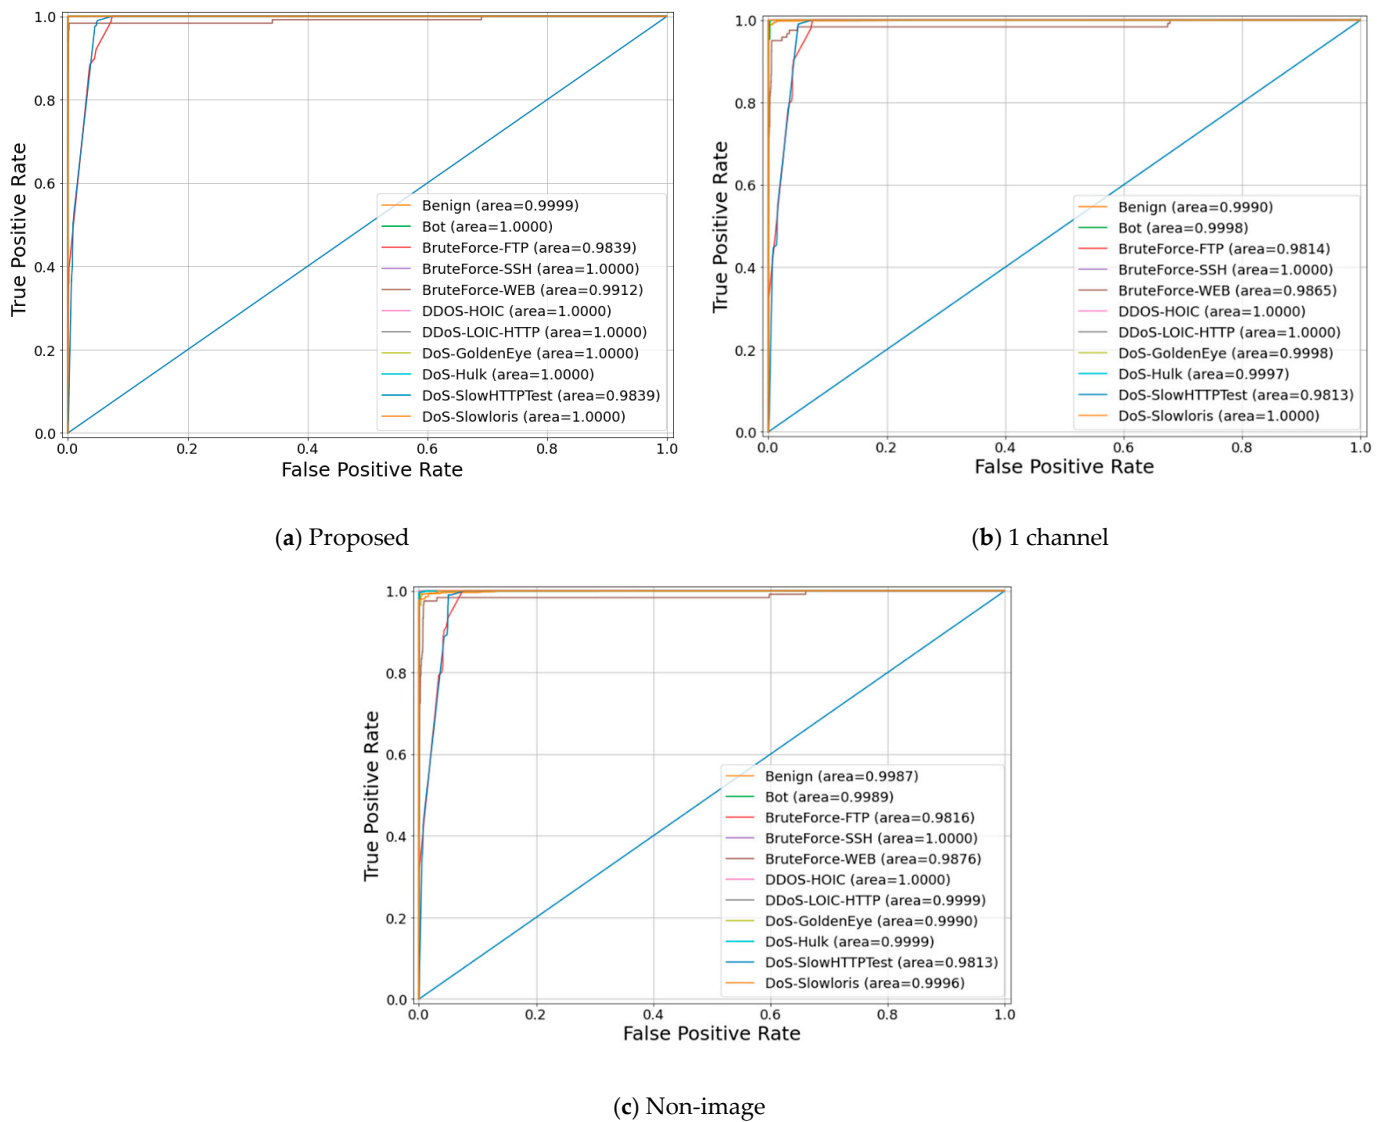 1.0
0.8
0.6
0.4
0.2
0.0
True Positive Rate
Benign (area=0.9999)
Bot (area=1.0000)
BruteForce-FTP (area=0.9839)
BruteForce-SSH (area=1.0000)
BruteForce-WEB (area=0.9912)
DDOS-HOIC (area=1.0000)
DDoS-LOIC-HTTP (area=1.0000)
DoS-GoldenEye (area=1.0000)
DoS-Hulk (area=1.0000)
DoS-SlowHTTPTest (area=0.9839)
DoS-Slowloris (area=1.0000)
0.0 0.2 0.4 0.6 0.8 1.0
False Positive Rate
(a) Proposed
1.0
0.8
0.6
0.4
0.2
0.0
True Positive Rate
Benign (area=0.9990)
Bot (area=0.9998)
BruteForce-FTP (area=0.9814)
BruteForce-SSH (area=1.0000)
BruteForce-WEB (area=0.9865)
DDOS-HOIC (area=1.0000)
DDoS-LOIC-HTTP (area=1.0000)
DoS-GoldenEye (area=0.9998)
DoS-Hulk (area=0.9997)
DoS-SlowHTTPTest (area=0.9813)
DoS-Slowloris (area=1.0000)
0.0 0.2 0.4 0.6 0.8 1.0
False Positive Rate
(b) 1 channel
1.0
0.8
0.6
0.4
0.2
0.0
True Positive Rate
Benign (area=0.9987)
Bot (area=0.9989)
BruteForce-FTP (area=0.9816)
BruteForce-SSH (area=1.0000)
BruteForce-WEB (area=0.9876)
DDOS-HOIC (area=1.0000)
DDoS-LOIC-HTTP (area=0.9999)
DoS-GoldenEye (area=0.9990)
DoS-Hulk (area=0.9999)
DoS-SlowHTTPTest (area=0.9813)
DoS-Slowloris (area=0.9996)
0.0 0.2 0.4 0.6 0.8 1.0
False Positive Rate
(c) Non-image